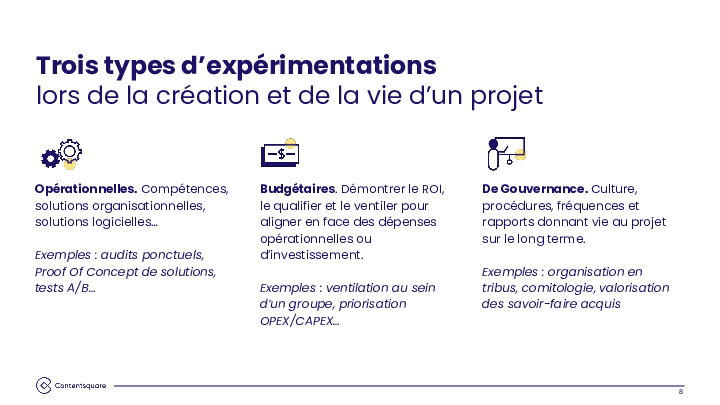 Trois types d’expérimentations
lors de la création et de la vie d’un projet
Opérationnelles. Compétences,
solutions organisationnelles,
solutions logicielles…
Exemples : audits ponctuels,
Proof Of Concept de solutions,
tests A/B…
$
Budgétaires. Démontrer le ROI,
le qualifier et le ventiler pour
aligner en face des dépenses
opérationnelles ou
d’investissement.
Exemples : ventilation au sein
d’un groupe, priorisation
OPEX/CAPEX…
De Gouvernance. Culture,
procédures, fréquences et
rapports donnant vie au projet
sur le long terme.
Exemples : organisation en
tribus, comitologie, valorisation
des savoir-faire acquis
Contentsquare
8